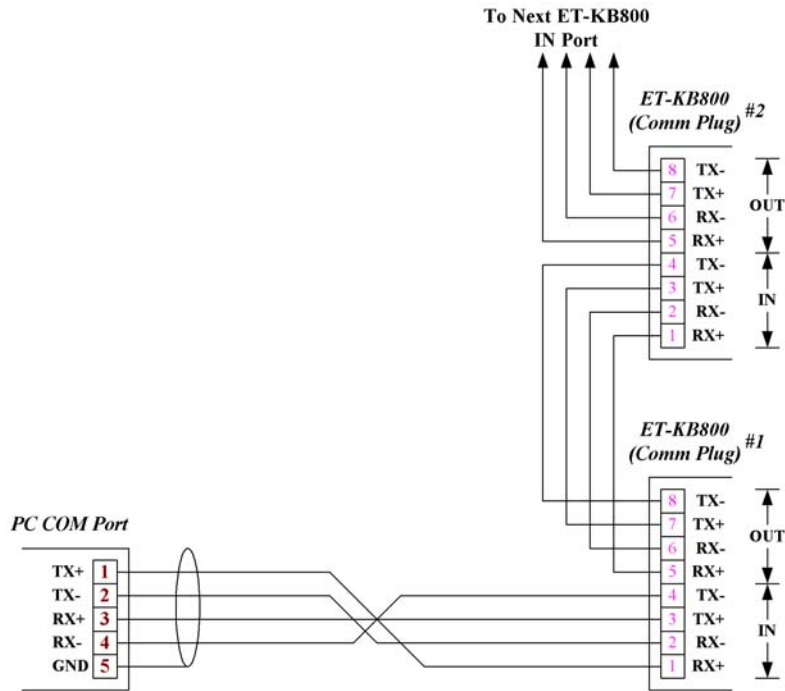 To Next ET-KB800
IN Port
ET-KB800
(Comm Plug) #2
8 TX-
7 TX+
6 RX-
5 RX+
OUT
4 TX-
3 TX+
2 RX-
1 RX+
IN
ET-KB800
(Comm Plug) #1
8 TX-
7 TX+
6 RX-
5 RX+
OUT
4 TX-
3 TX+
2 RX-
1 RX+
IN
PC COM Port
TX+ 1
TX- 2
RX+ 3
RX- 4
GND 5